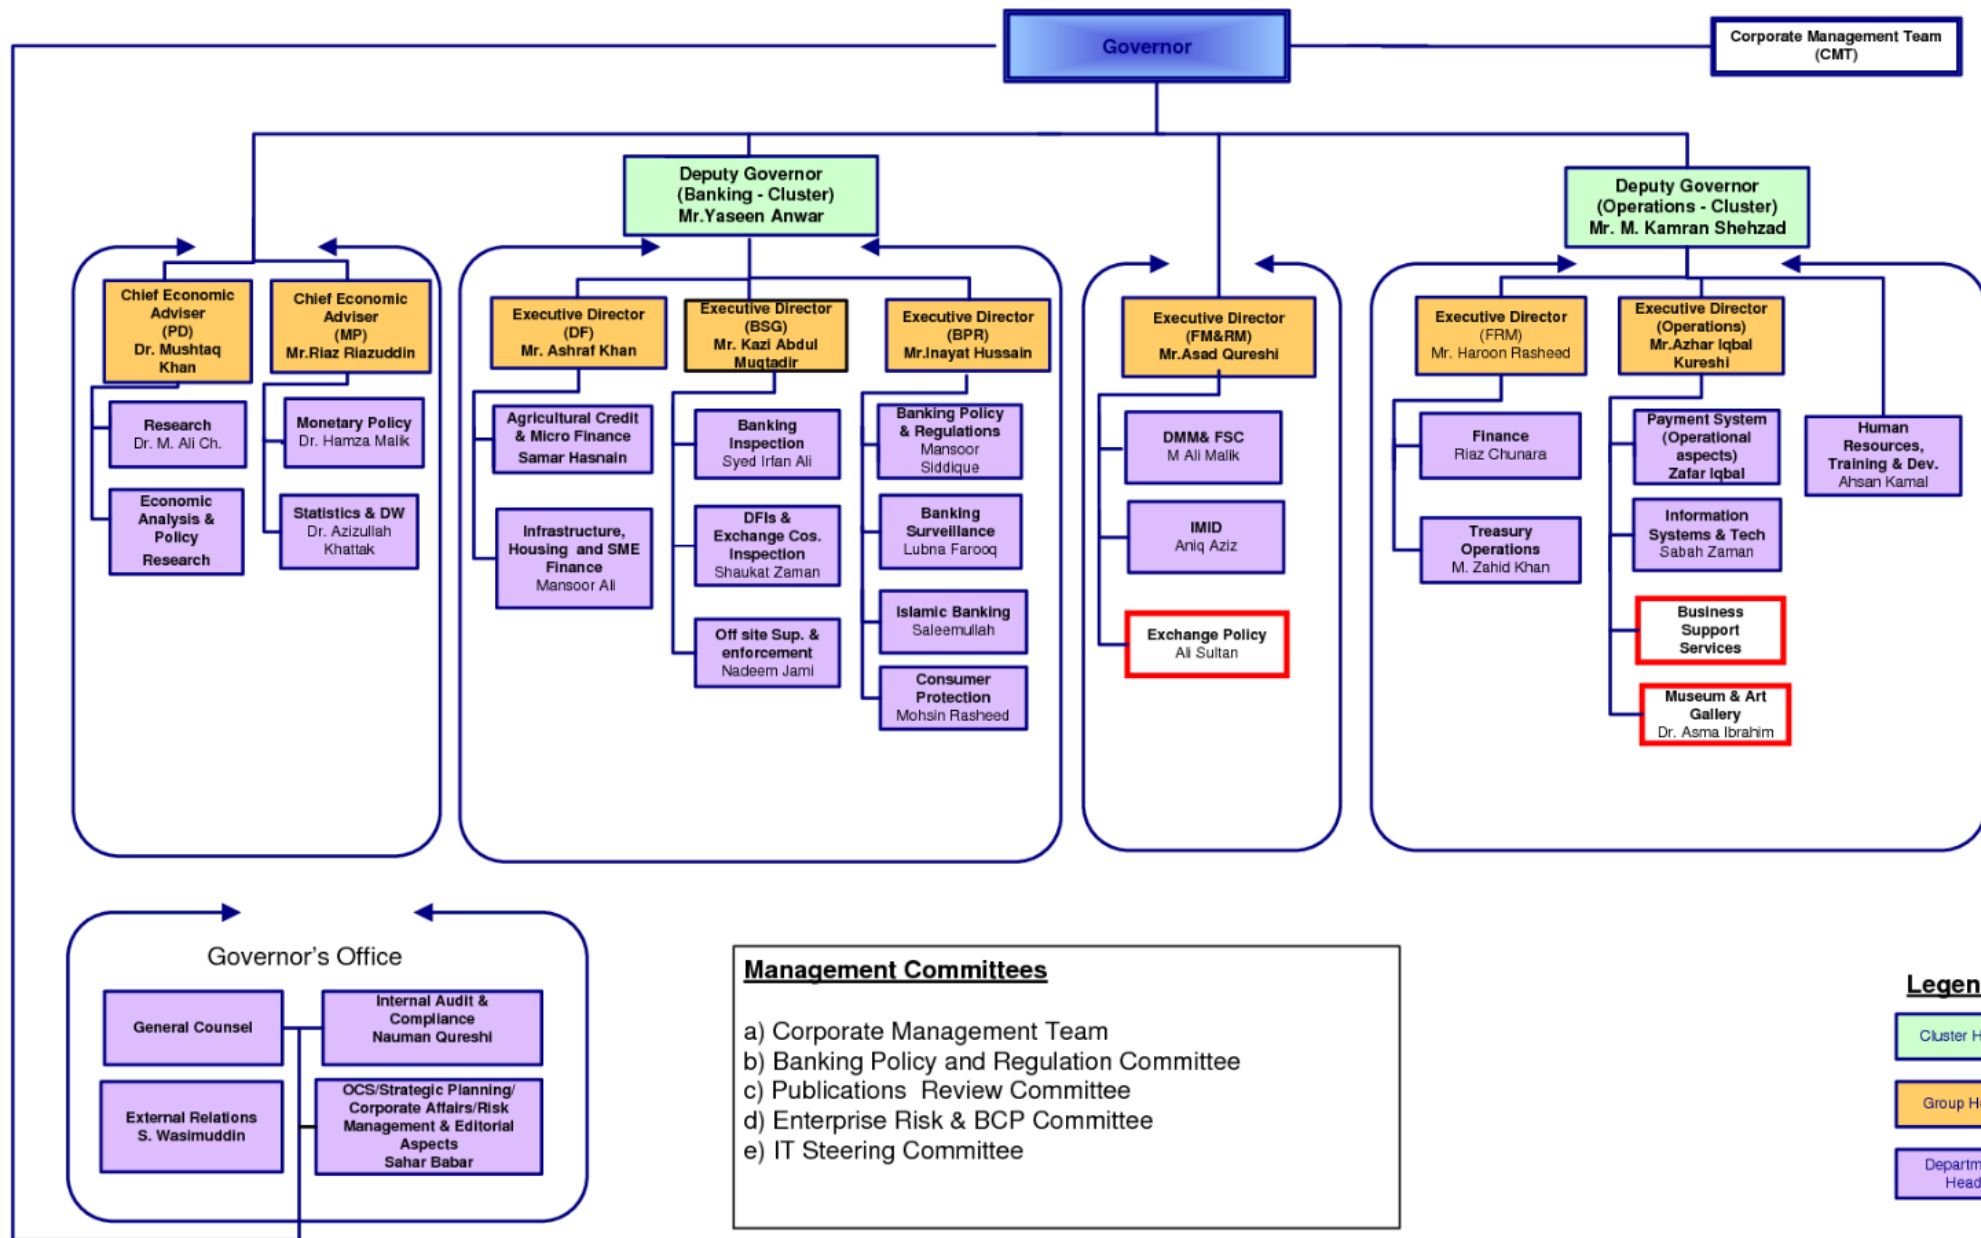 Governor
Corporate Management Team
(CMT)
Deputy Governor
(Banking - Cluster)
Mr.Yaseen Anwar
Deputy Governor
(Operations - Cluster)
Mr. M. Kamran Shehzad
Chief Economic
Adviser
(PD)
Dr. Mushtaq
Khan
Chief Economic
Adviser
(MP)
Mr.Riaz Riazuddin
Research
Dr. M. Ali Ch.
Economic
Analysis &
Policy
Research
Monetary Policy
Dr. Hamza Malik
Statistics & DW
Dr. Azizullah
Khattak
Executive Director
(DF)
Mr. Ashraf Khan
Executive Director
(BSG)
Mr. Kazi Abdul
Muqtadir
Executive Director
(BPR)
Mr.Inayat Hussain
Agricultural Credit
& Micro Finance
Samar Hasnain
Infrastructure,
Housing and SME
Finance
Mansoor Ali
Banking
Inspection
Syed Irfan Ali
DFIs &
Exchange Cos.
Inspection
Shaukat Zaman
Off site Sup. &
enforcement
Nadeem Jami
Banking Policy
& Regulations
Mansoor
Siddique
Banking
Surveillance
Lubna Farooq
Islamic Banking
Saleemullah
Consumer
Protection
Mohsin Rasheed
Executive Director
(FM&RM)
Mr.Asad Qureshi
DMM& FSC
M Ali Malik
IMID
Aniq Aziz
Exchange Policy
Ali Sultan
Executive Director
(FRM)
Mr. Haroon Rasheed
Executive Director
(Operations)
Mr.Azhar Iqbal
Kureshi
Finance
Riaz Chunara
Treasury
Operations
M. Zahid Khan
Payment System
(Operational
aspects)
Zafar Iqbal
Information
Systems & Tech
Sabah Zaman
Business
Support
Services
Museum & Art
Gallery
Dr. Asma Ibrahim
Human
Resources,
Training & Dev.
Ahsan Kamal
Governor's Office
General Counsel
Internal Audit &
Compliance
Nauman Qureshi
External Relations
S. Wasimuddin
OCS/Strategic Planning/
Corporate Affairs/Risk
Management & Editorial
Aspects
Sahar Babar
Management Committees
a) Corporate Management Team
b) Banking Policy and Regulation Committee
c) Publications Review Committee
d) Enterprise Risk & BCP Committee
e) IT Steering Committee
Legen
Cluster H
Group H
Departm
Head